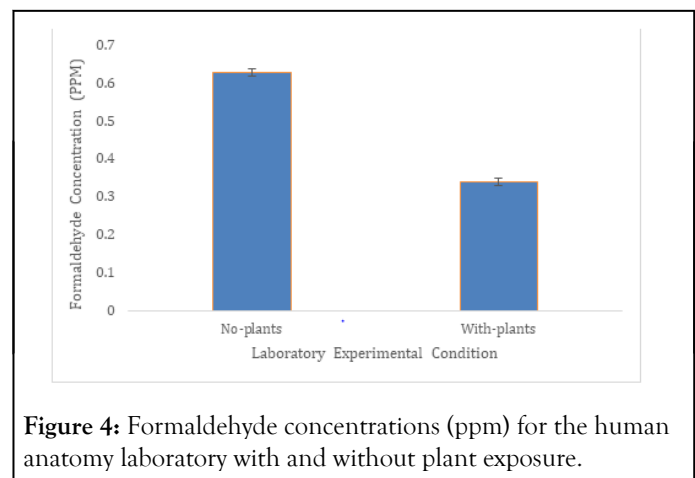 Formaldehyde Concentration (PPM)
0.7
0.6
0.5
0.4
0.3
0.2
0.1
0
No-plants
With-plants
Laboratory Experimental Condition
Figure 4: Formaldehyde concentrations (ppm) for the human
anatomy laboratory with and without plant exposure.